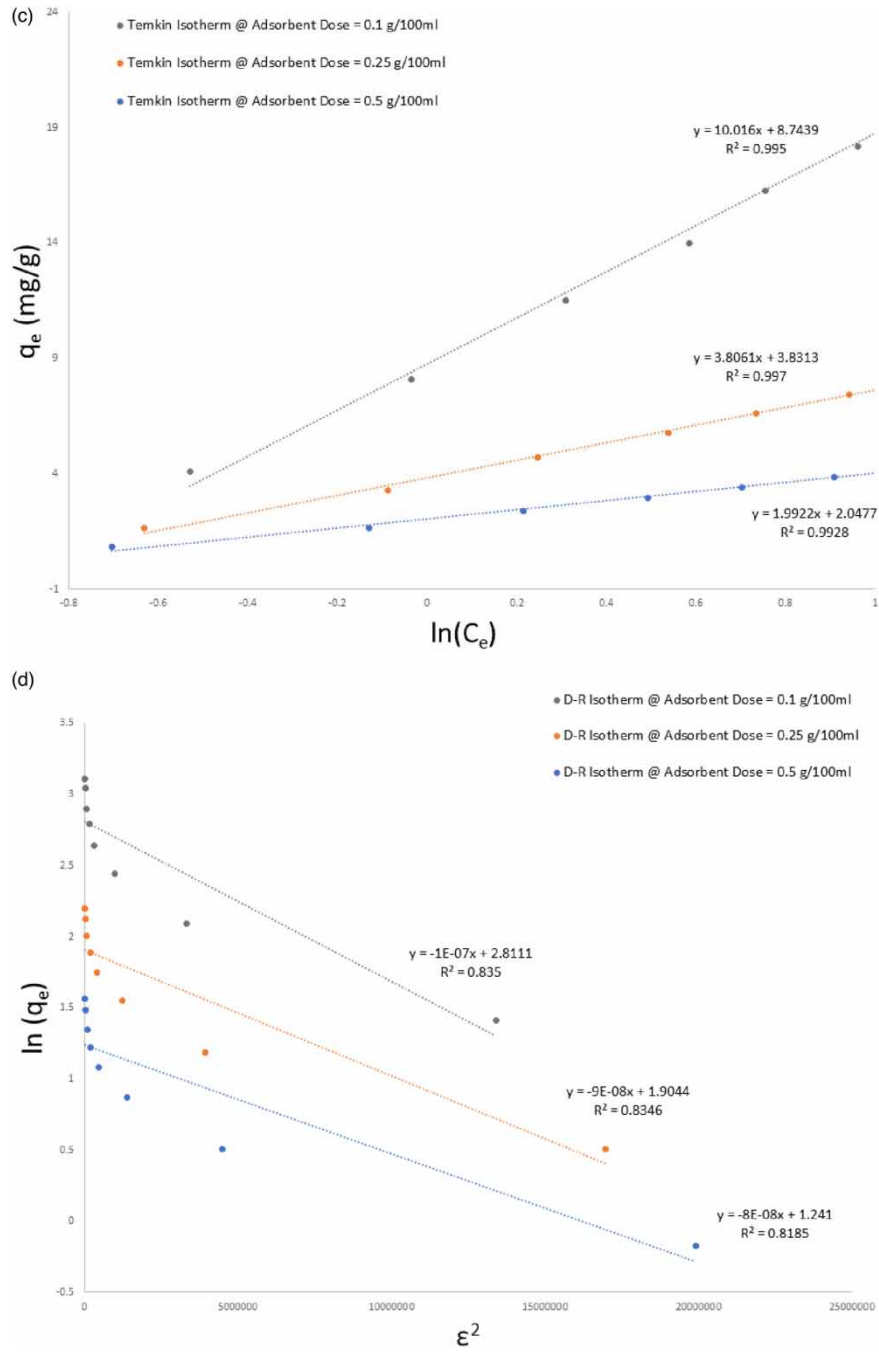 (c)
24
Temkin Isotherm @ Adsorbent Dose = 0.1 g/100ml
Temkin Isotherm @ Adsorbent Dose = 0.25 g/100ml
Temkin Isotherm @ Adsorbent Dose = 0.5 g/100ml
19
y = 10.016x + 8.7439
R² = 0.995
14
qₑ (mg/g)
9
y = 3.8061x + 3.8313
R² = 0.997
4
y = 1.9922x + 2.0477
R² = 0.9928
-1
-0.8 -0.6 -0.4 -0.2 0 0.2 0.4 0.6 0.8 1
ln(Cₑ)
(d)
D-R Isotherm @ Adsorbent Dose = 0.1 g/100ml
D-R Isotherm @ Adsorbent Dose = 0.25 g/100ml
D-R Isotherm @ Adsorbent Dose = 0.5 g/100ml
3.5
3
2.5
2
y = -1E-07x + 2.8111
R² = 0.835
1.5
ln (qₑ)
1
y = -9E-08x + 1.9044
R² = 0.8346
0.5
0
y = -8E-08x + 1.241
R² = 0.8185
-0.5
0 5000000 10000000 15000000 20000000 25000000
ε²